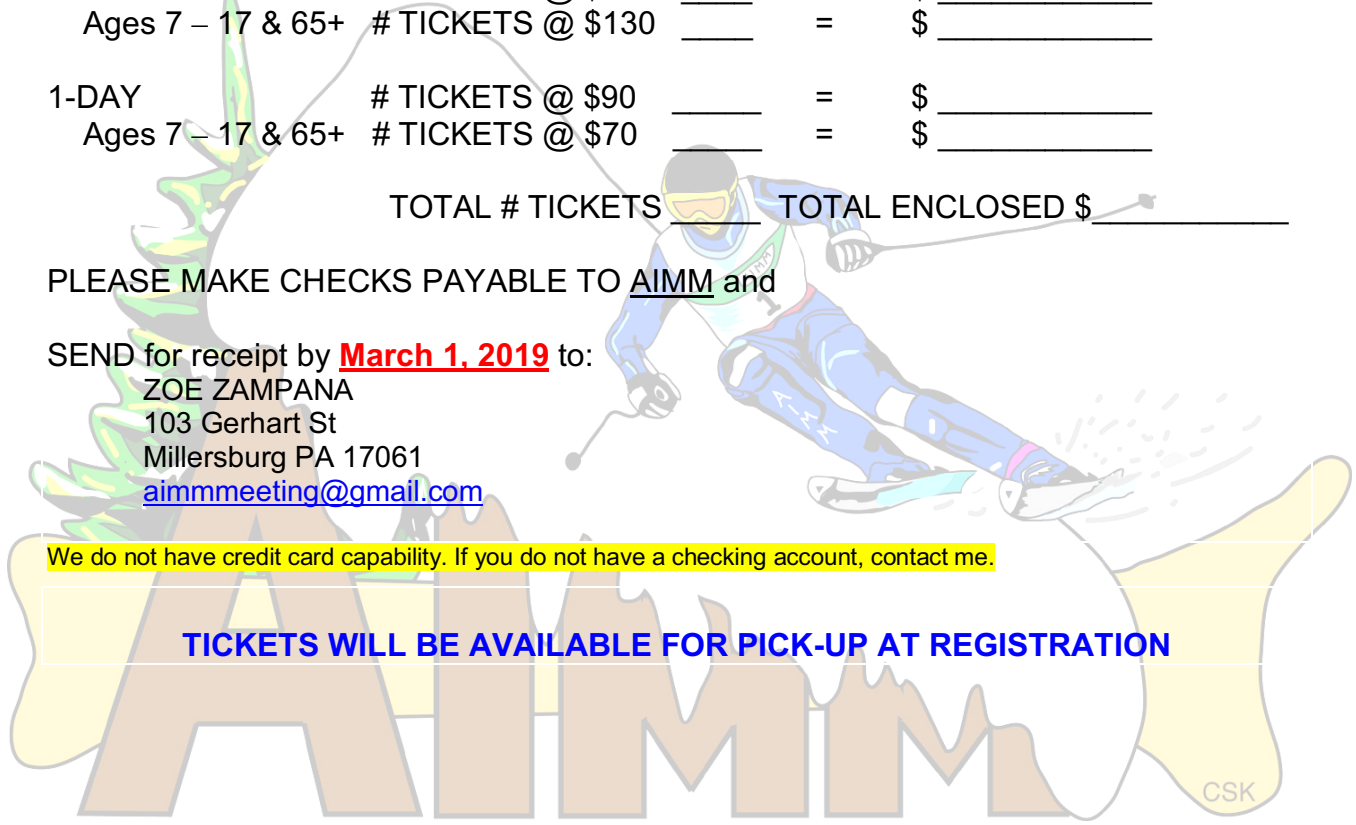 Ages 7 – 17 & 65+ # TICKETS @ $130 ____ = $ ____________
1-DAY # TICKETS @ $90 _____ = $ ____________
Ages 7 – 17 & 65+ # TICKETS @ $70 _____ = $ ____________
TOTAL # TICKETS _____ TOTAL ENCLOSED $___________
PLEASE MAKE CHECKS PAYABLE TO AIMM and
SEND for receipt by March 1, 2019 to:
ZOE ZAMPANA
103 Gerhart St
Millersburg PA 17061
aimmmeeting@gmail.com
We do not have credit card capability. If you do not have a checking account, contact me.
TICKETS WILL BE AVAILABLE FOR PICK-UP AT REGISTRATION
AIMM
1
AIMM
AIMM
CSK